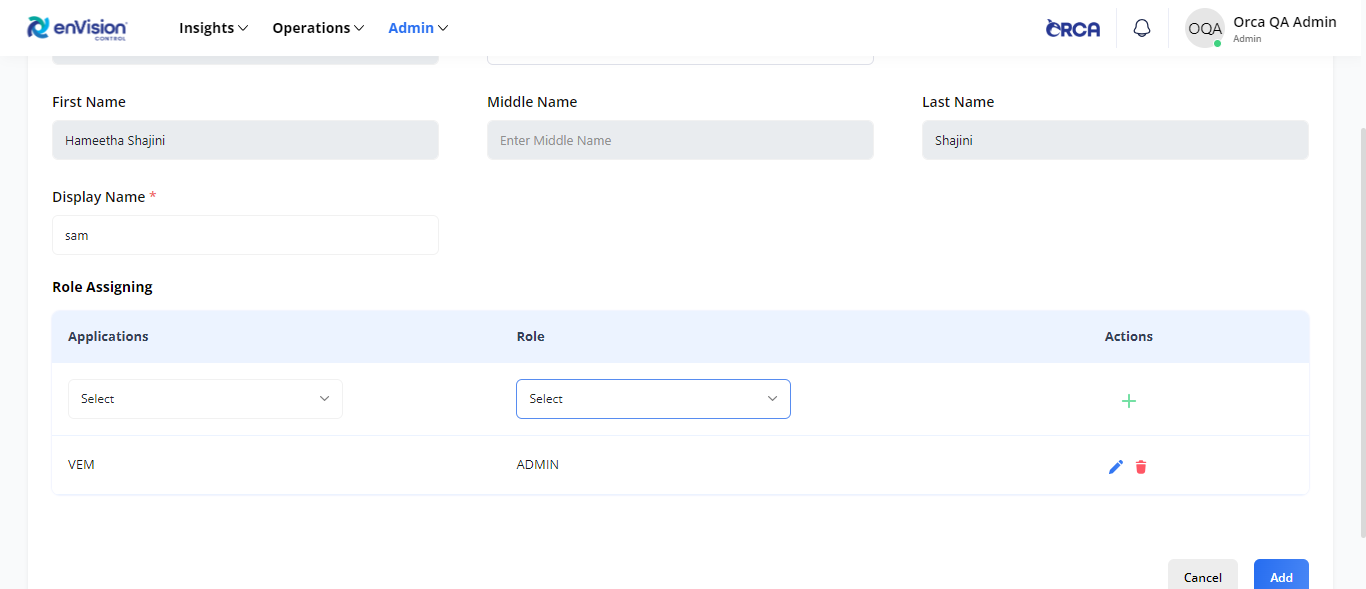 enVision
CONTROL
Insights
Operations
Admin
ORCA
OQA
Orca QA Admin
Admin
First Name
Middle Name
Last Name
Hameetha Shajini
Enter Middle Name
Shajini
Display Name *
sam
Role Assigning
Applications
Role
Actions
Select
Select
VEM
ADMIN
Cancel
Add